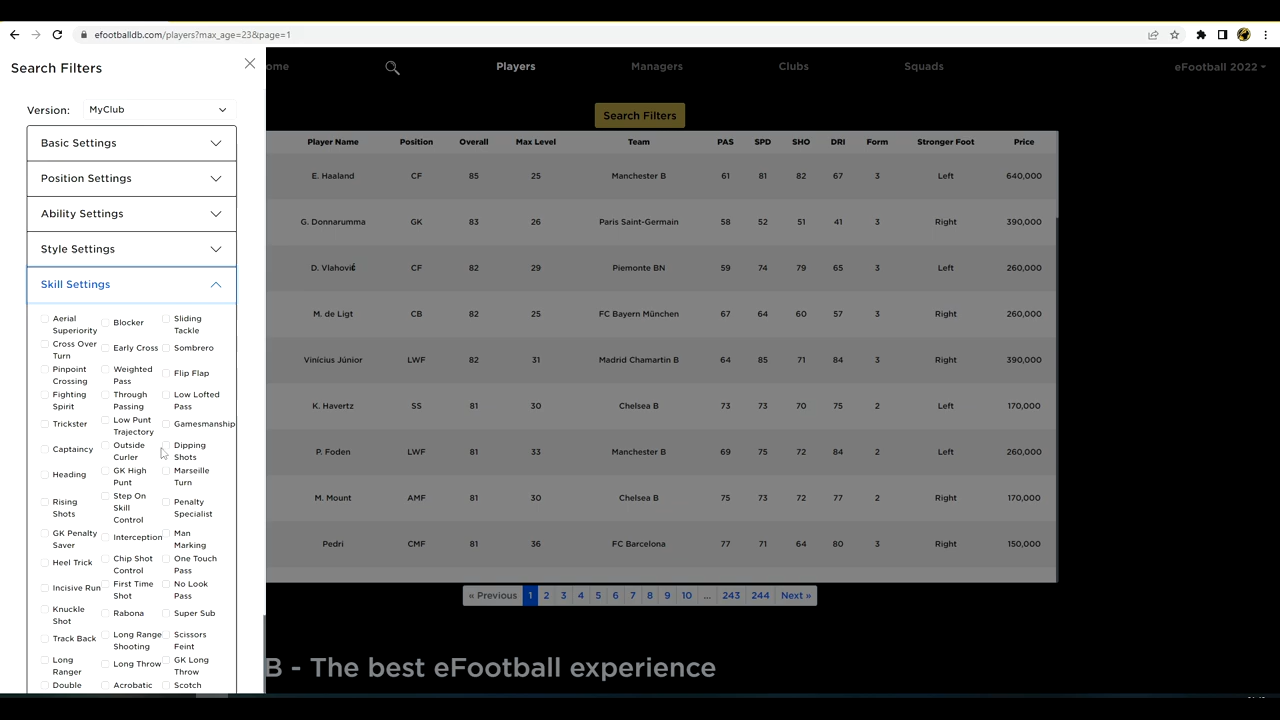 efootballdb.com/players?max_age=23&page=1
Search Filters
Version: MyClub
Basic Settings
Position Settings
Ability Settings
Style Settings
Skill Settings
Aerial Superiority Blocker Sliding Tackle
Cross Over Turn Early Cross Sombrero
Pinpoint Crossing Weighted Pass Flip Flap
Fighting Spirit Through Passing Low Lofted Pass
Trickster Low Punt Trajectory Gamesmanship
Captaincy Outside Curler Dipping Shots
Heading GK High Punt Marseille Turn
Rising Shots Step On Skill Control Penalty Specialist
GK Penalty Saver Interception Man Marking
Heel Trick Chip Shot Control One Touch Pass
Incisive Run First Time Shot No Look Pass
Knuckle Shot Rabona Super Sub
Track Back Long Range Shooting Scissors Feint
Long Ranger Long Throw GK Long Throw
Double Acrobatic Scotch
ome Players Managers Clubs Squads eFootball 2022
Search Filters
Player Name Position Overall Max Level Team PAS SPD SHO DRI Form Stronger Foot Price
E. Haaland CF 85 25 Manchester B 61 81 82 67 3 Left 640,000
G. Donnarumma GK 83 26 Paris Saint-Germain 58 52 51 41 3 Right 390,000
D. Vlahović CF 82 29 Piemonte BN 59 74 79 65 3 Left 260,000
M. de Ligt CB 82 25 FC Bayern München 67 64 60 57 3 Right 260,000
Vinícius Júnior LWF 82 31 Madrid Chamartin B 64 85 71 84 3 Right 390,000
K. Havertz SS 81 30 Chelsea B 73 73 70 75 2 Left 170,000
P. Foden LWF 81 33 Manchester B 69 75 72 84 2 Left 260,000
M. Mount AMF 81 30 Chelsea B 75 73 72 77 2 Right 170,000
Pedri CMF 81 36 FC Barcelona 77 71 64 80 3 Right 150,000
« Previous 1 2 3 4 5 6 7 8 9 10 ... 243 244 Next »
B - The best eFootball experience